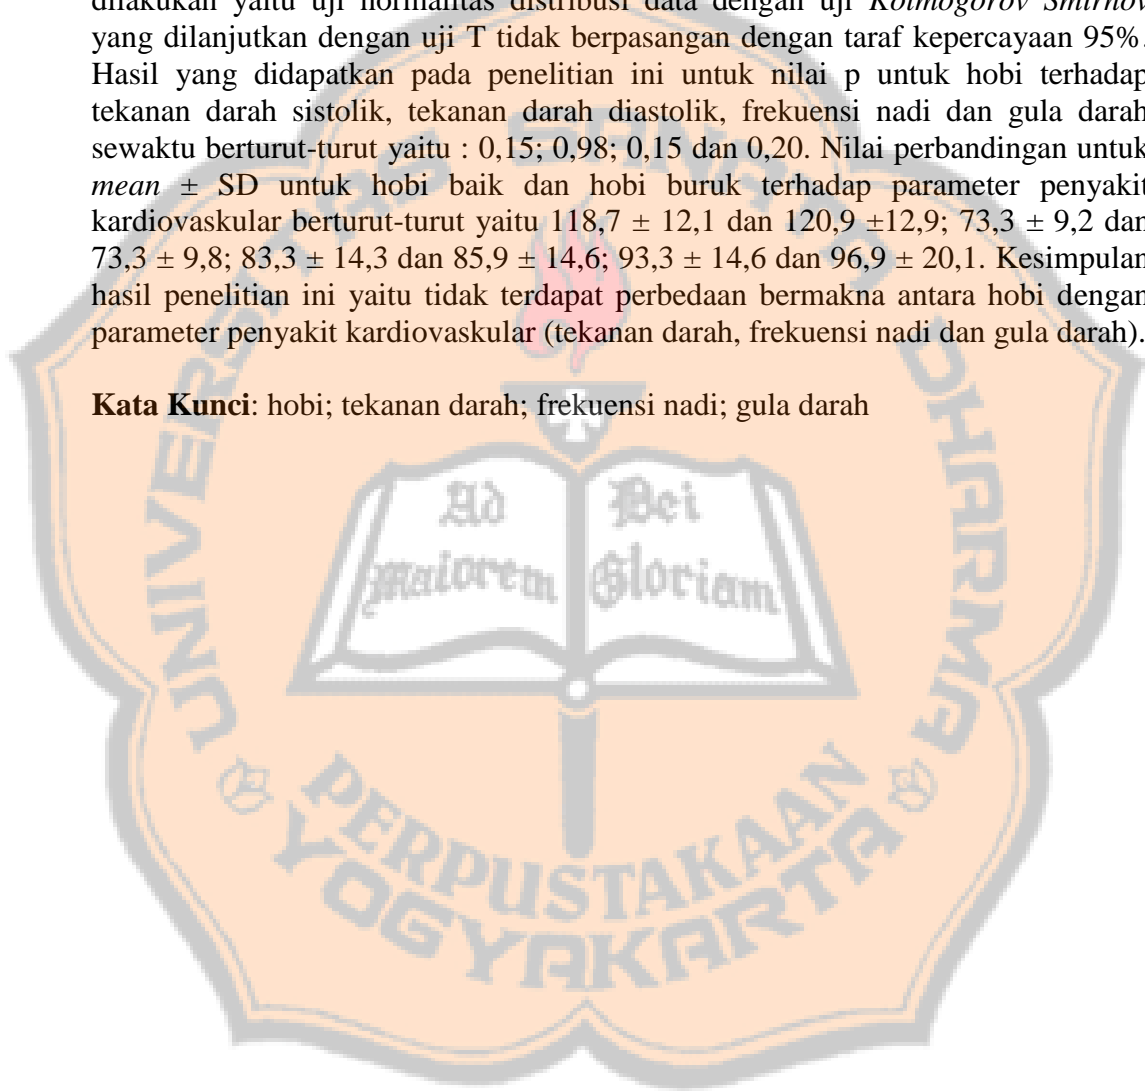 dilakukan yaitu uji normalitas distribusi data dengan uji Kolmogorov Smirnov
yang dilanjutkan dengan uji T tidak berpasangan dengan taraf kepercayaan 95%.
Hasil yang didapatkan pada penelitian ini untuk nilai p untuk hobi terhadap
tekanan darah sistolik, tekanan darah diastolik, frekuensi nadi dan gula darah
sewaktu berturut-turut yaitu : 0,15; 0,98; 0,15 dan 0,20. Nilai perbandingan untuk
mean ± SD untuk hobi baik dan hobi buruk terhadap parameter penyakit
kardiovaskular berturut-turut yaitu 118,7 ± 12,1 dan 120,9 ±12,9; 73,3 ± 9,2 dan
73,3 ± 9,8; 83,3 ± 14,3 dan 85,9 ± 14,6; 93,3 ± 14,6 dan 96,9 ± 20,1. Kesimpulan
hasil penelitian ini yaitu tidak terdapat perbedaan bermakna antara hobi dengan
parameter penyakit kardiovaskular (tekanan darah, frekuensi nadi dan gula darah).
Kata Kunci: hobi; tekanan darah; frekuensi nadi; gula darah
UNIVERSITAS SANATA DHARMA
Ad Dei
Maiorem Gloriam
PERPUSTAKAAN
YOGYAKARTA